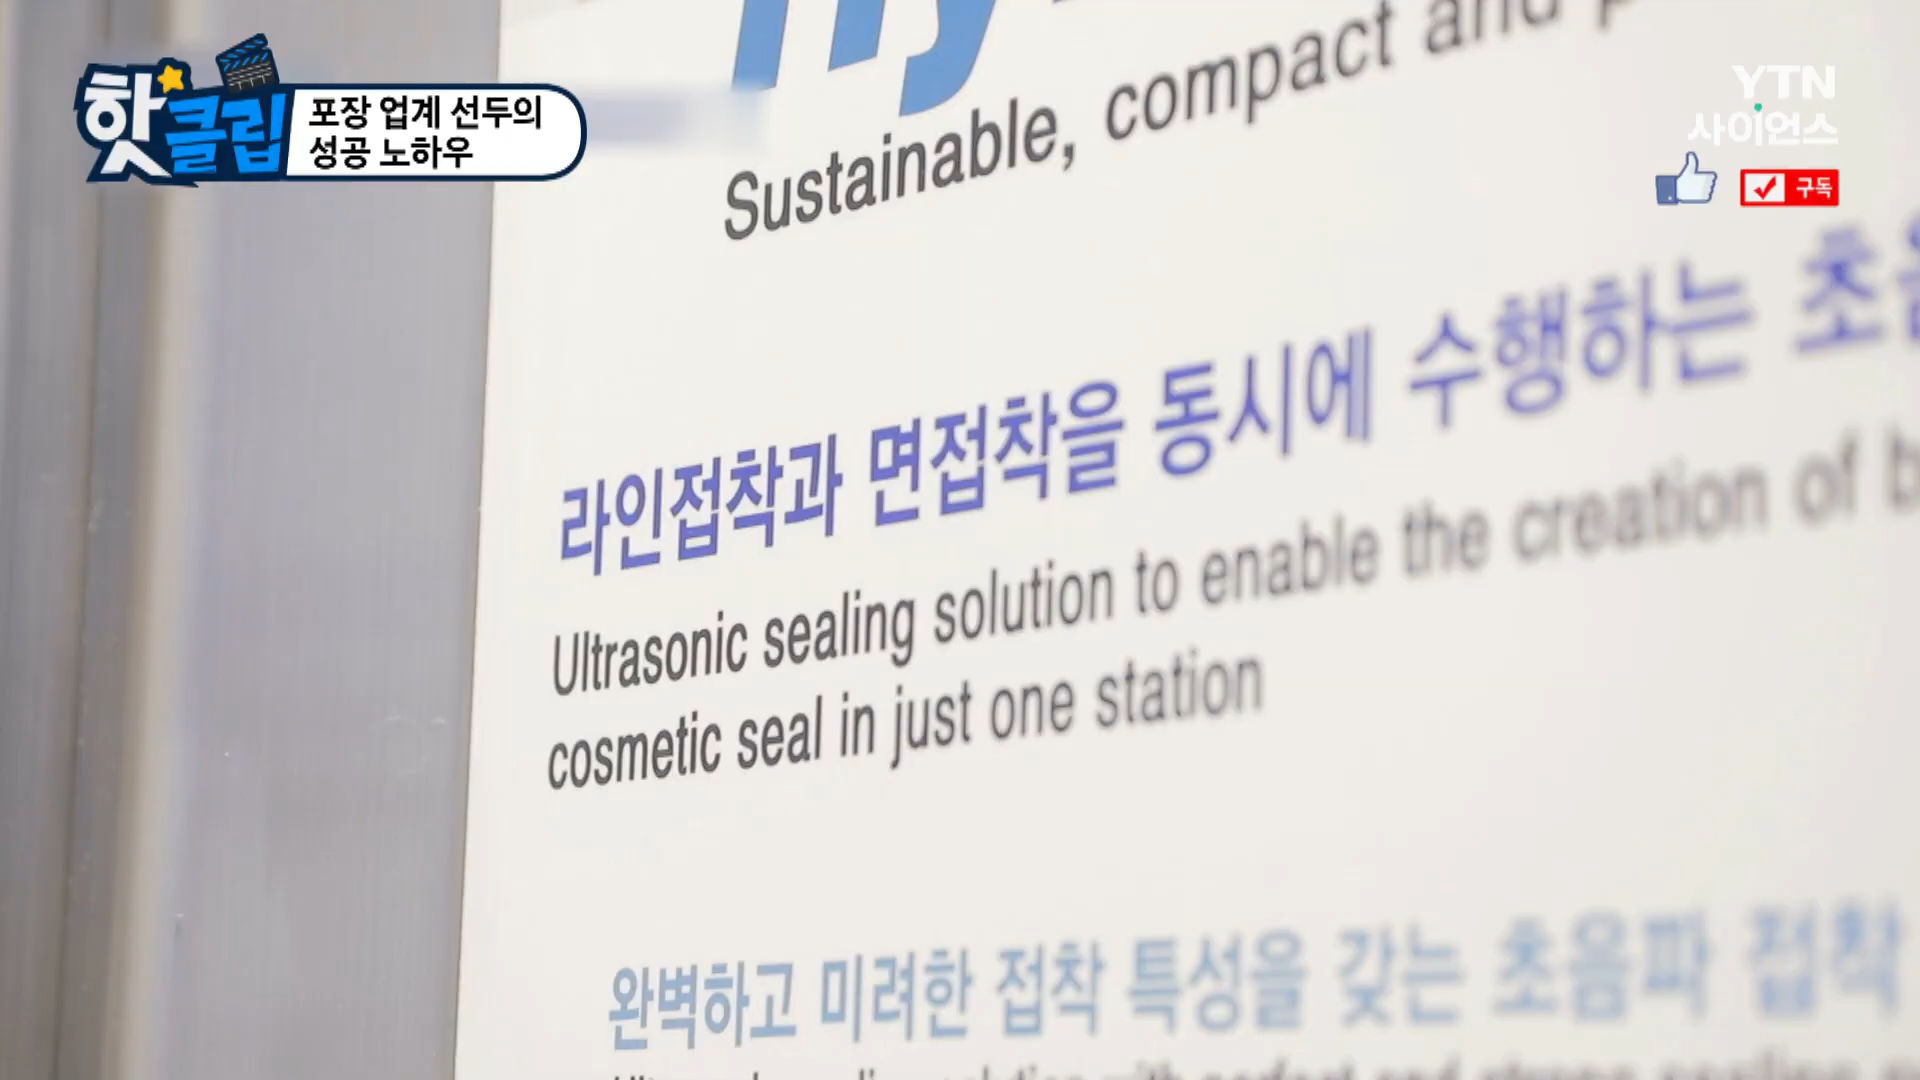 핫클립
포장 업계 선두의
성공 노하우
YTN
사이언스
구독
Sustainable, compact and
라인접착과 면접착을 동시에 수행하는
Ultrasonic sealing solution to enable the creation of
cosmetic seal in just one station
완벽하고 미려한 접착 특성을 갖는 초음파 접착